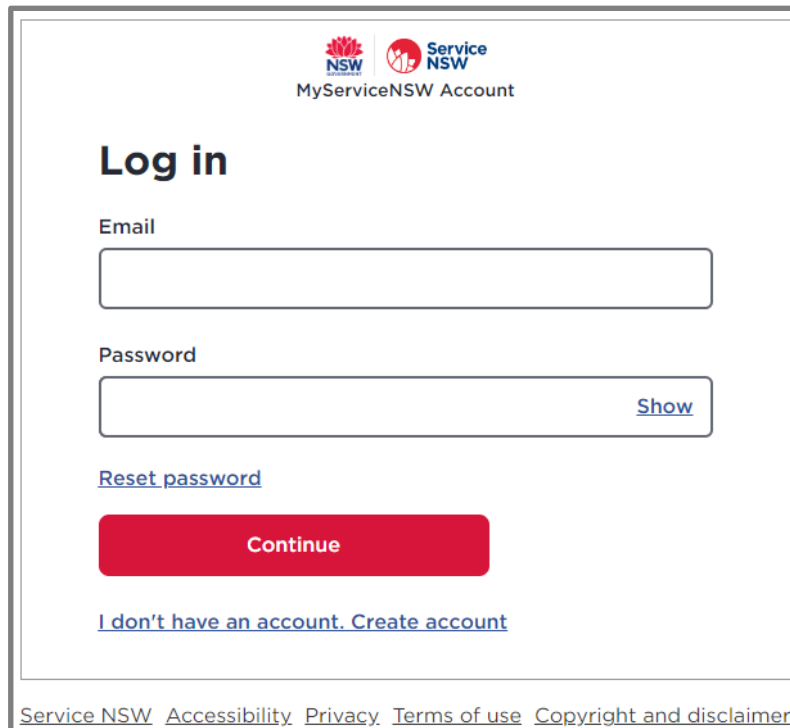 NSW
GOVERNMENT
Service
NSW
MyServiceNSW Account
Log in
Email
Password
Show
Reset password
Continue
I don't have an account. Create account
Service NSW Accessibility Privacy Terms of use Copyright and disclaimer